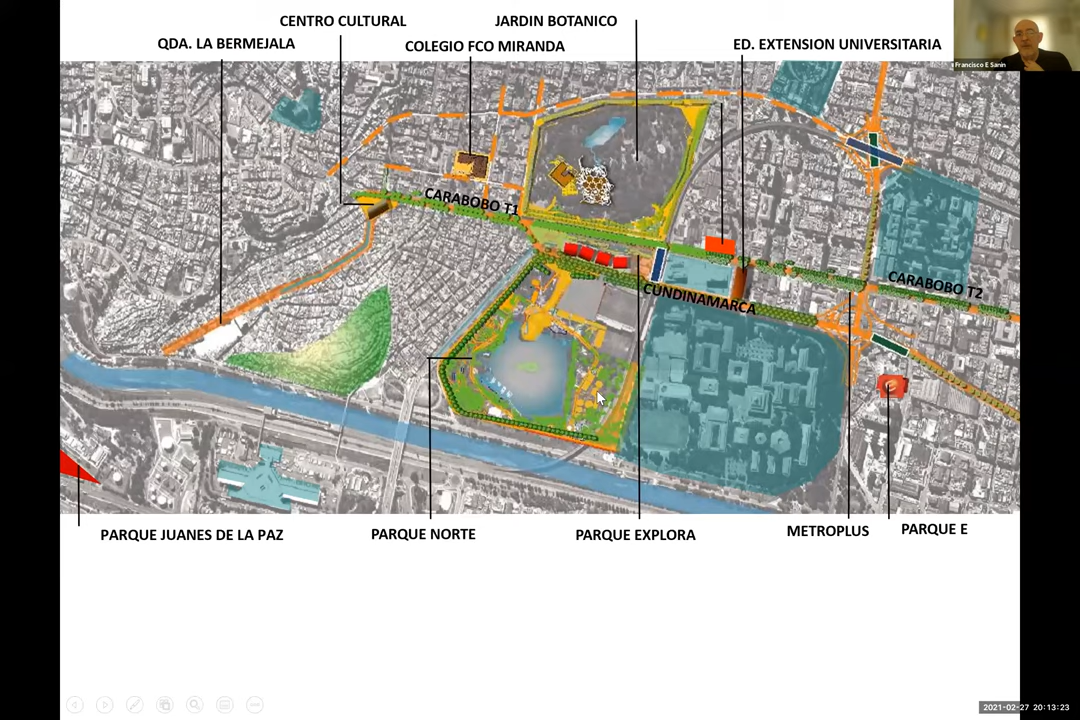 CENTRO CULTURAL
JARDIN BOTANICO
QDA. LA BERMEJALA
COLEGIO FCO MIRANDA
ED. EXTENSION UNIVERSITARIA
Francisco E Sanin
CARABOBO T1
CUNDINAMARCA
CARABOBO T2
PARQUE JUANES DE LA PAZ
PARQUE NORTE
PARQUE EXPLORA
METROPLUS
PARQUE E
2021-02-27 20:13:23